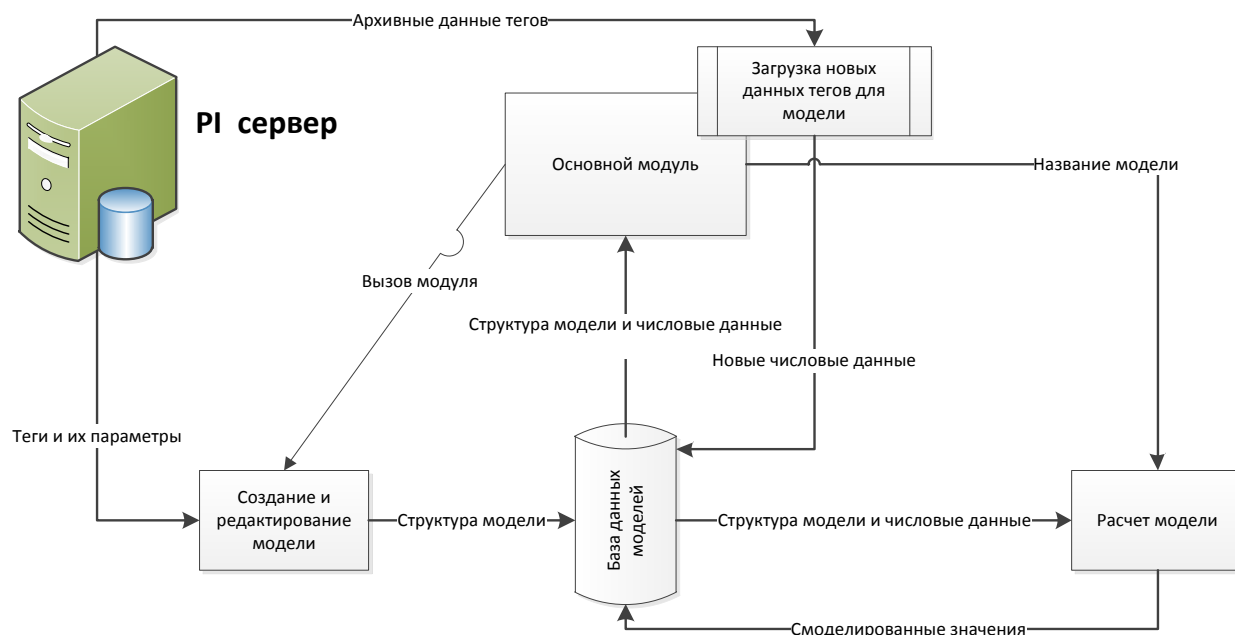 Архивные данные тегов
Загрузка новых
данных тегов для
модели
PI сервер
Основной модуль
Название модели
Вызов модуля
Структура модели и числовые данные
Новые числовые данные
Теги и их параметры
Создание и
редактирование
модели
Структура модели
База данных
моделей
Структура модели и числовые данные
Расчет модели
Смоделированные значения